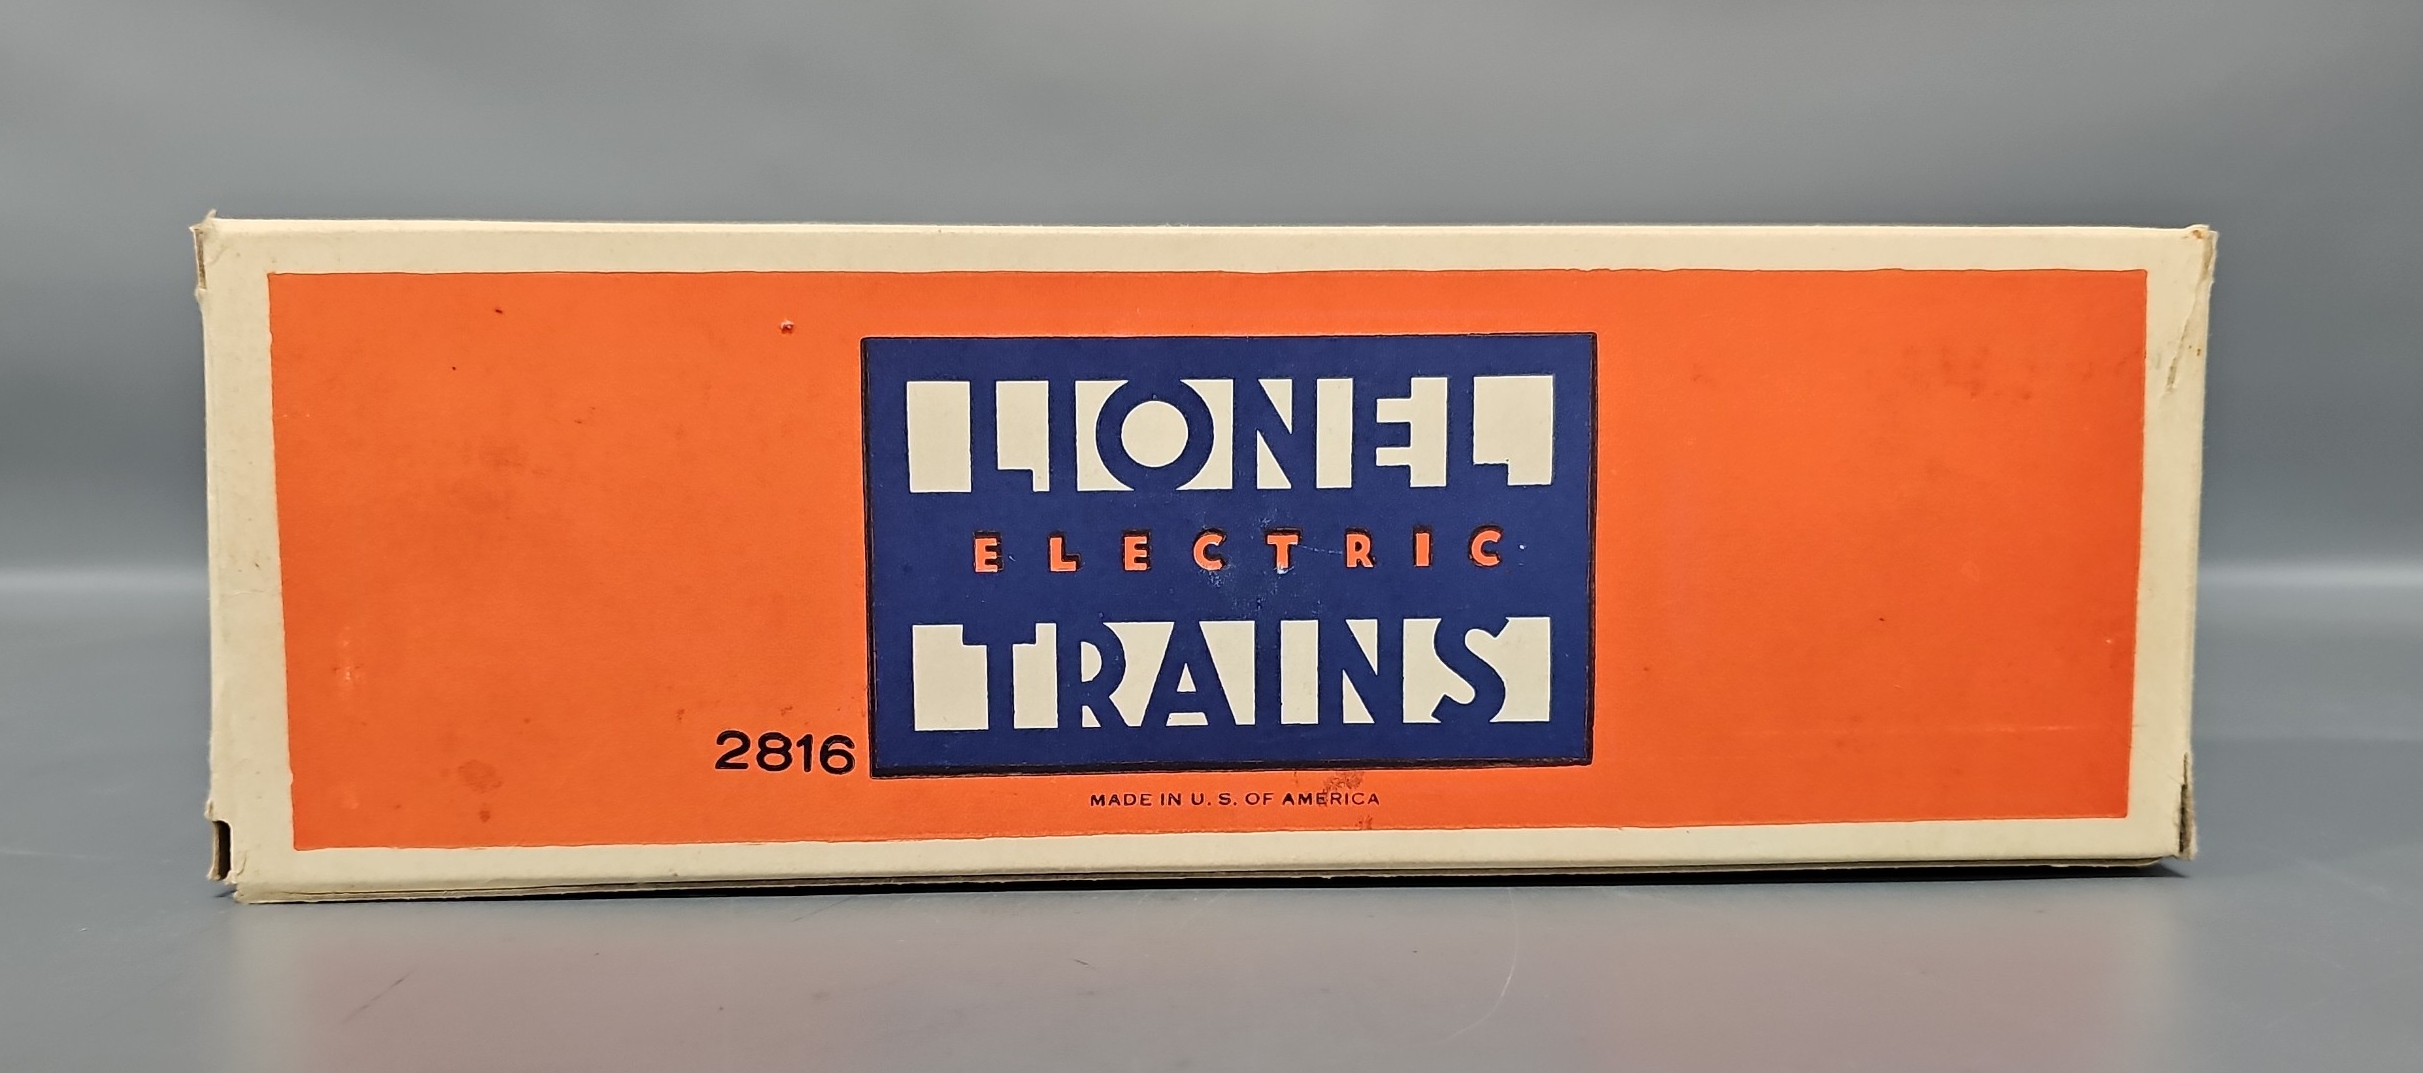 LIONEL
ELECTRIC
TRAINS
2816
MADE IN U. S. OF AMERICA